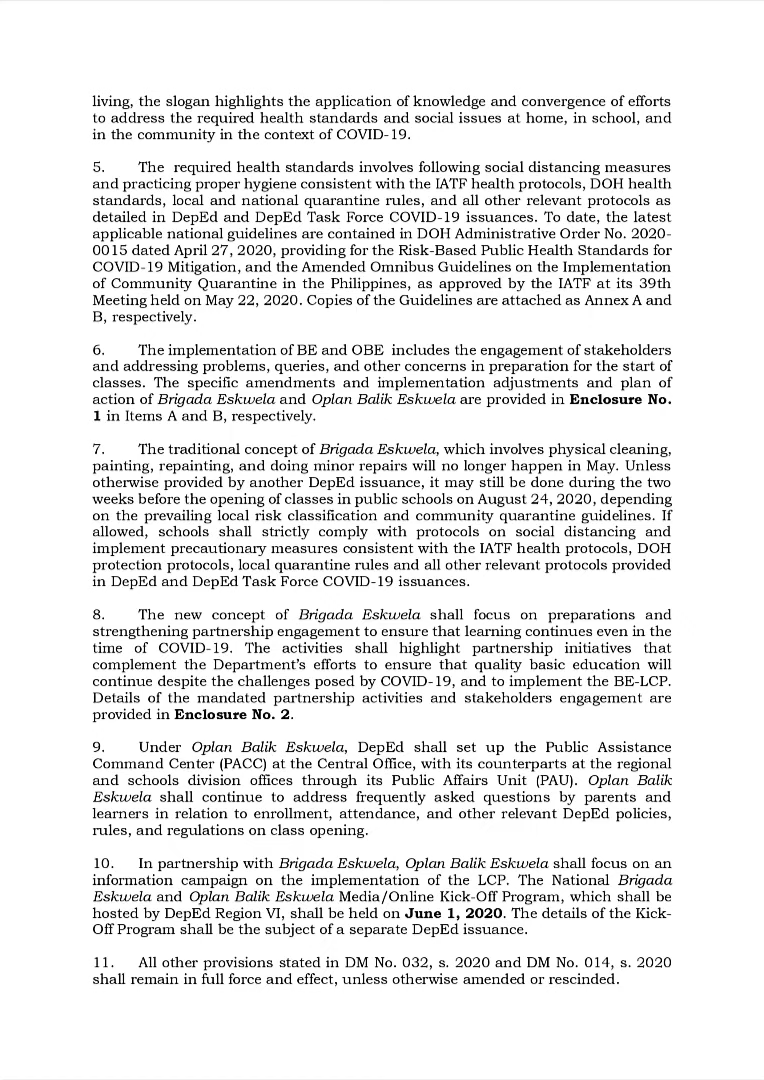 living, the slogan highlights the application of knowledge and convergence of efforts
to address the required health standards and social issues at home, in school, and
in the community in the context of COVID-19.
5. The required health standards involves following social distancing measures
and practicing proper hygiene consistent with the IATF health protocols, DOH health
standards, local and national quarantine rules, and all other relevant protocols as
detailed in DepEd and DepEd Task Force COVID-19 issuances. To date, the latest
applicable national guidelines are contained in DOH Administrative Order No. 2020-
0015 dated April 27, 2020, providing for the Risk-Based Public Health Standards for
COVID-19 Mitigation, and the Amended Omnibus Guidelines on the Implementation
of Community Quarantine in the Philippines, as approved by the IATF at its 39th
Meeting held on May 22, 2020. Copies of the Guidelines are attached as Annex A and
B, respectively.
6. The implementation of BE and OBE includes the engagement of stakeholders
and addressing problems, queries, and other concerns in preparation for the start of
classes. The specific amendments and implementation adjustments and plan of
action of Brigada Eskwela and Oplan Balik Eskwela are provided in Enclosure No.
1 in Items A and B, respectively.
7. The traditional concept of Brigada Eskwela, which involves physical cleaning,
painting, repainting, and doing minor repairs will no longer happen in May. Unless
otherwise provided by another DepEd issuance, it may still be done during the two
weeks before the opening of classes in public schools on August 24, 2020, depending
on the prevailing local risk classification and community quarantine guidelines. If
allowed, schools shall strictly comply with protocols on social distancing and
implement precautionary measures consistent with the IATF health protocols, DOH
protection protocols, local quarantine rules and all other relevant protocols provided
in DepEd and DepEd Task Force COVID-19 issuances.
8. The new concept of Brigada Eskwela shall focus on preparations and
strengthening partnership engagement to ensure that learning continues even in the
time of COVID-19. The activities shall highlight partnership initiatives that
complement the Department's efforts to ensure that quality basic education will
continue despite the challenges posed by COVID-19, and to implement the BE-LCP.
Details of the mandated partnership activities and stakeholders engagement are
provided in Enclosure No. 2.
9. Under Oplan Balik Eskwela, DepEd shall set up the Public Assistance
Command Center (PACC) at the Central Office, with its counterparts at the regional
and schools division offices through its Public Affairs Unit (PAU). Oplan Balik
Eskwela shall continue to address frequently asked questions by parents and
learners in relation to enrollment, attendance, and other relevant DepEd policies,
rules, and regulations on class opening.
10. In partnership with Brigada Eskwela, Oplan Balik Eskwela shall focus on an
information campaign on the implementation of the LCP. The National Brigada
Eskwela and Oplan Balik Eskwela Media/Online Kick-Off Program, which shall be
hosted by DepEd Region VI, shall be held on June 1, 2020. The details of the Kick-
Off Program shall be the subject of a separate DepEd issuance.
11. All other provisions stated in DM No. 032, s. 2020 and DM No. 014, s. 2020
shall remain in full force and effect, unless otherwise amended or rescinded.